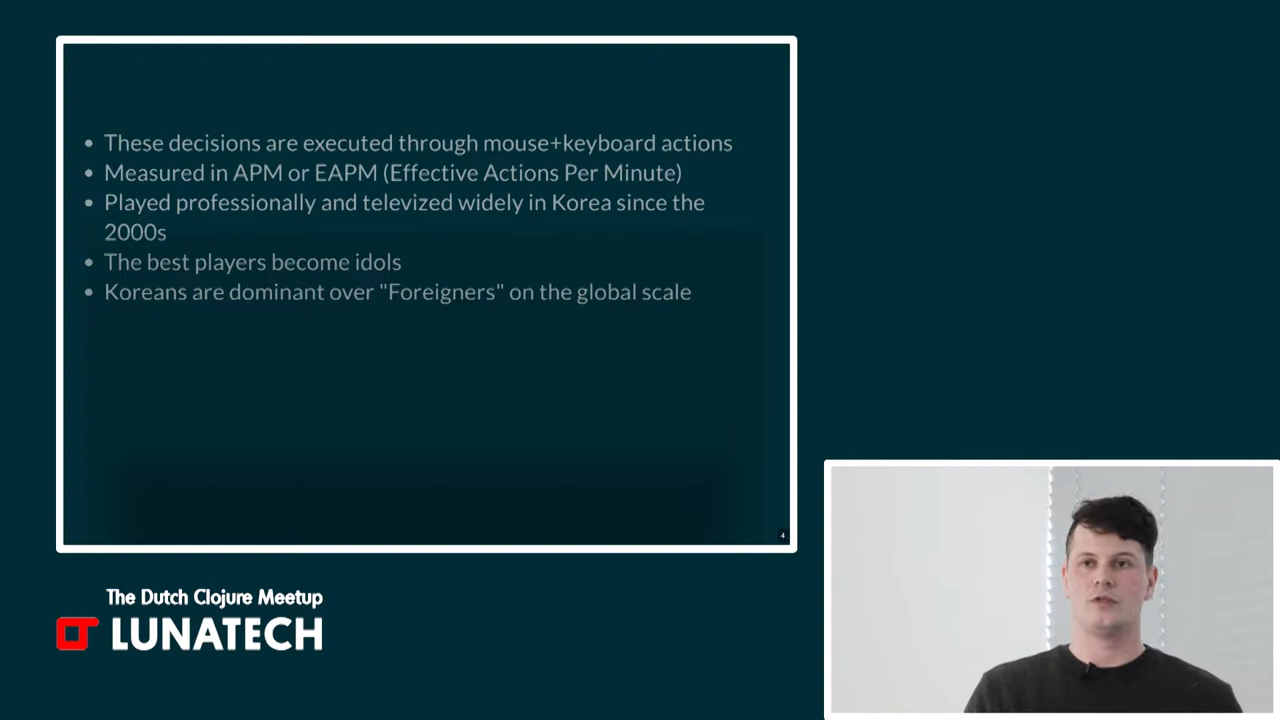 • These decisions are executed through mouse+keyboard actions
• Measured in APM or EAPM (Effective Actions Per Minute)
• Played professionally and televized widely in Korea since the
2000s
• The best players become idols
• Koreans are dominant over "Foreigners" on the global scale
4
The Dutch Clojure Meetup
LUNATECH